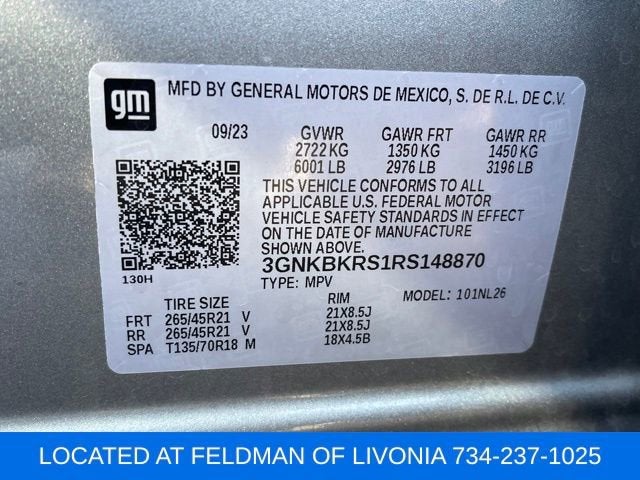 gm
MFD BY GENERAL MOTORS DE MEXICO, S. DE R.L. DE C.V.
09/23 GVWR GAWR FRT GAWR RR
2722 KG 1350 KG 1450 KG
6001 LB 2976 LB 3196 LB
THIS VEHICLE CONFORMS TO ALL
APPLICABLE U.S. FEDERAL MOTOR
VEHICLE SAFETY STANDARDS IN EFFECT
ON THE DATE OF MANUFACTURE
SHOWN ABOVE.
3GNKBKRS1RS148870
130H
TYPE: MPV MODEL: 101NL26
TIRE SIZE RIM
FRT 265/45R21 V 21X8.5J
RR 265/45R21 V 21X8.5J
SPA T135/70R18 M 18X4.5B
LOCATED AT FELDMAN OF LIVONIA 734-237-1025